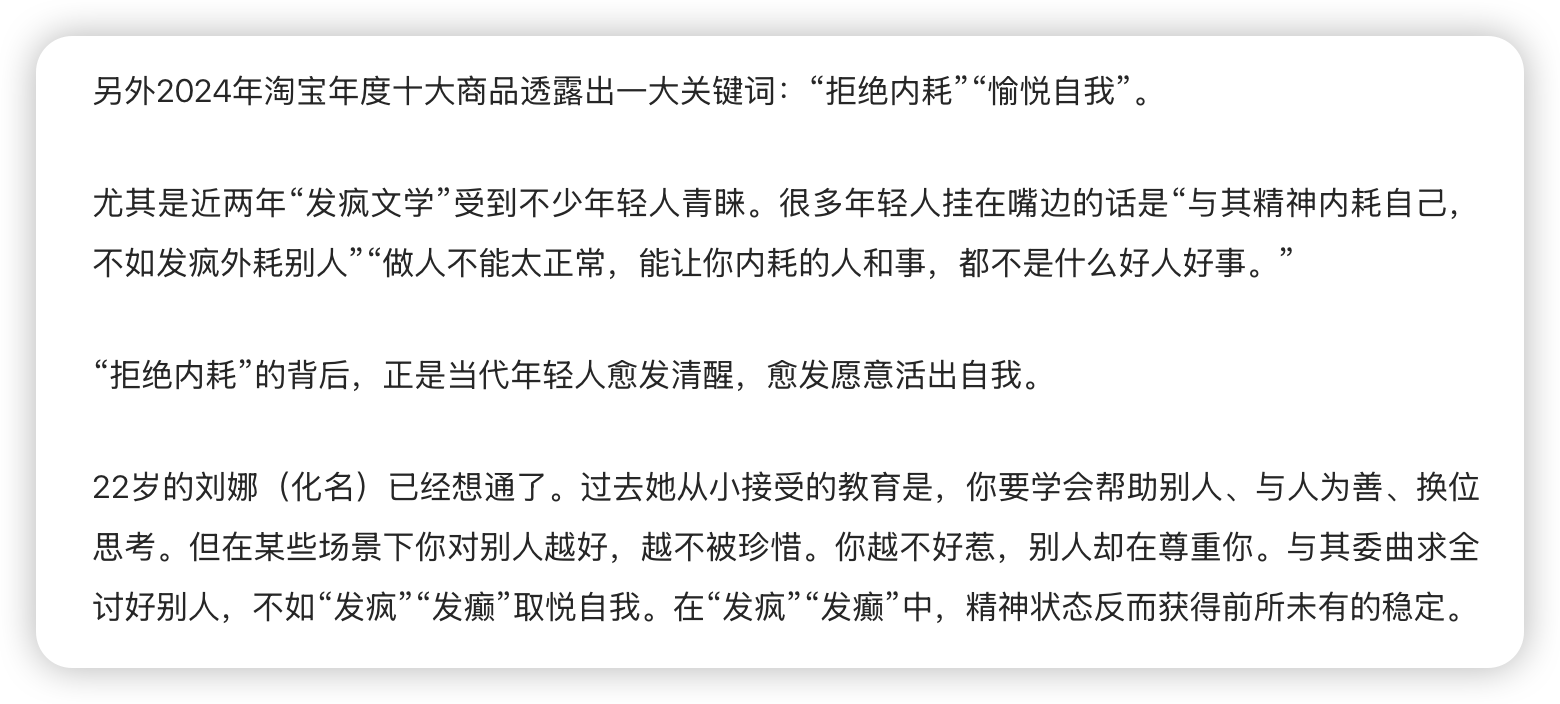 另外2024年淘宝年度十大商品透露出一大关键词：“拒绝内耗”“愉悦自我”。
尤其是近两年“发疯文学”受到不少年轻人青睐。很多年轻人挂在嘴边的话是“与其精神内耗自己，
不如发疯外耗别人”“做人不能太正常，能让你内耗的人和事，都不是什么好人好事。”
“拒绝内耗”的背后，正是当代年轻人愈发清醒，愈发愿意活出自我。
22岁的刘娜（化名）已经想通了。过去她从小接受的教育是，你要学会帮助别人、与人为善、换位
思考。但在某些场景下你对别人越好，越不被珍惜。你越不好惹，别人却在尊重你。与其委曲求全
讨好别人，不如“发疯”“发癫”取悦自我。在“发疯”“发癫”中，精神状态反而获得前所未有的稳定。